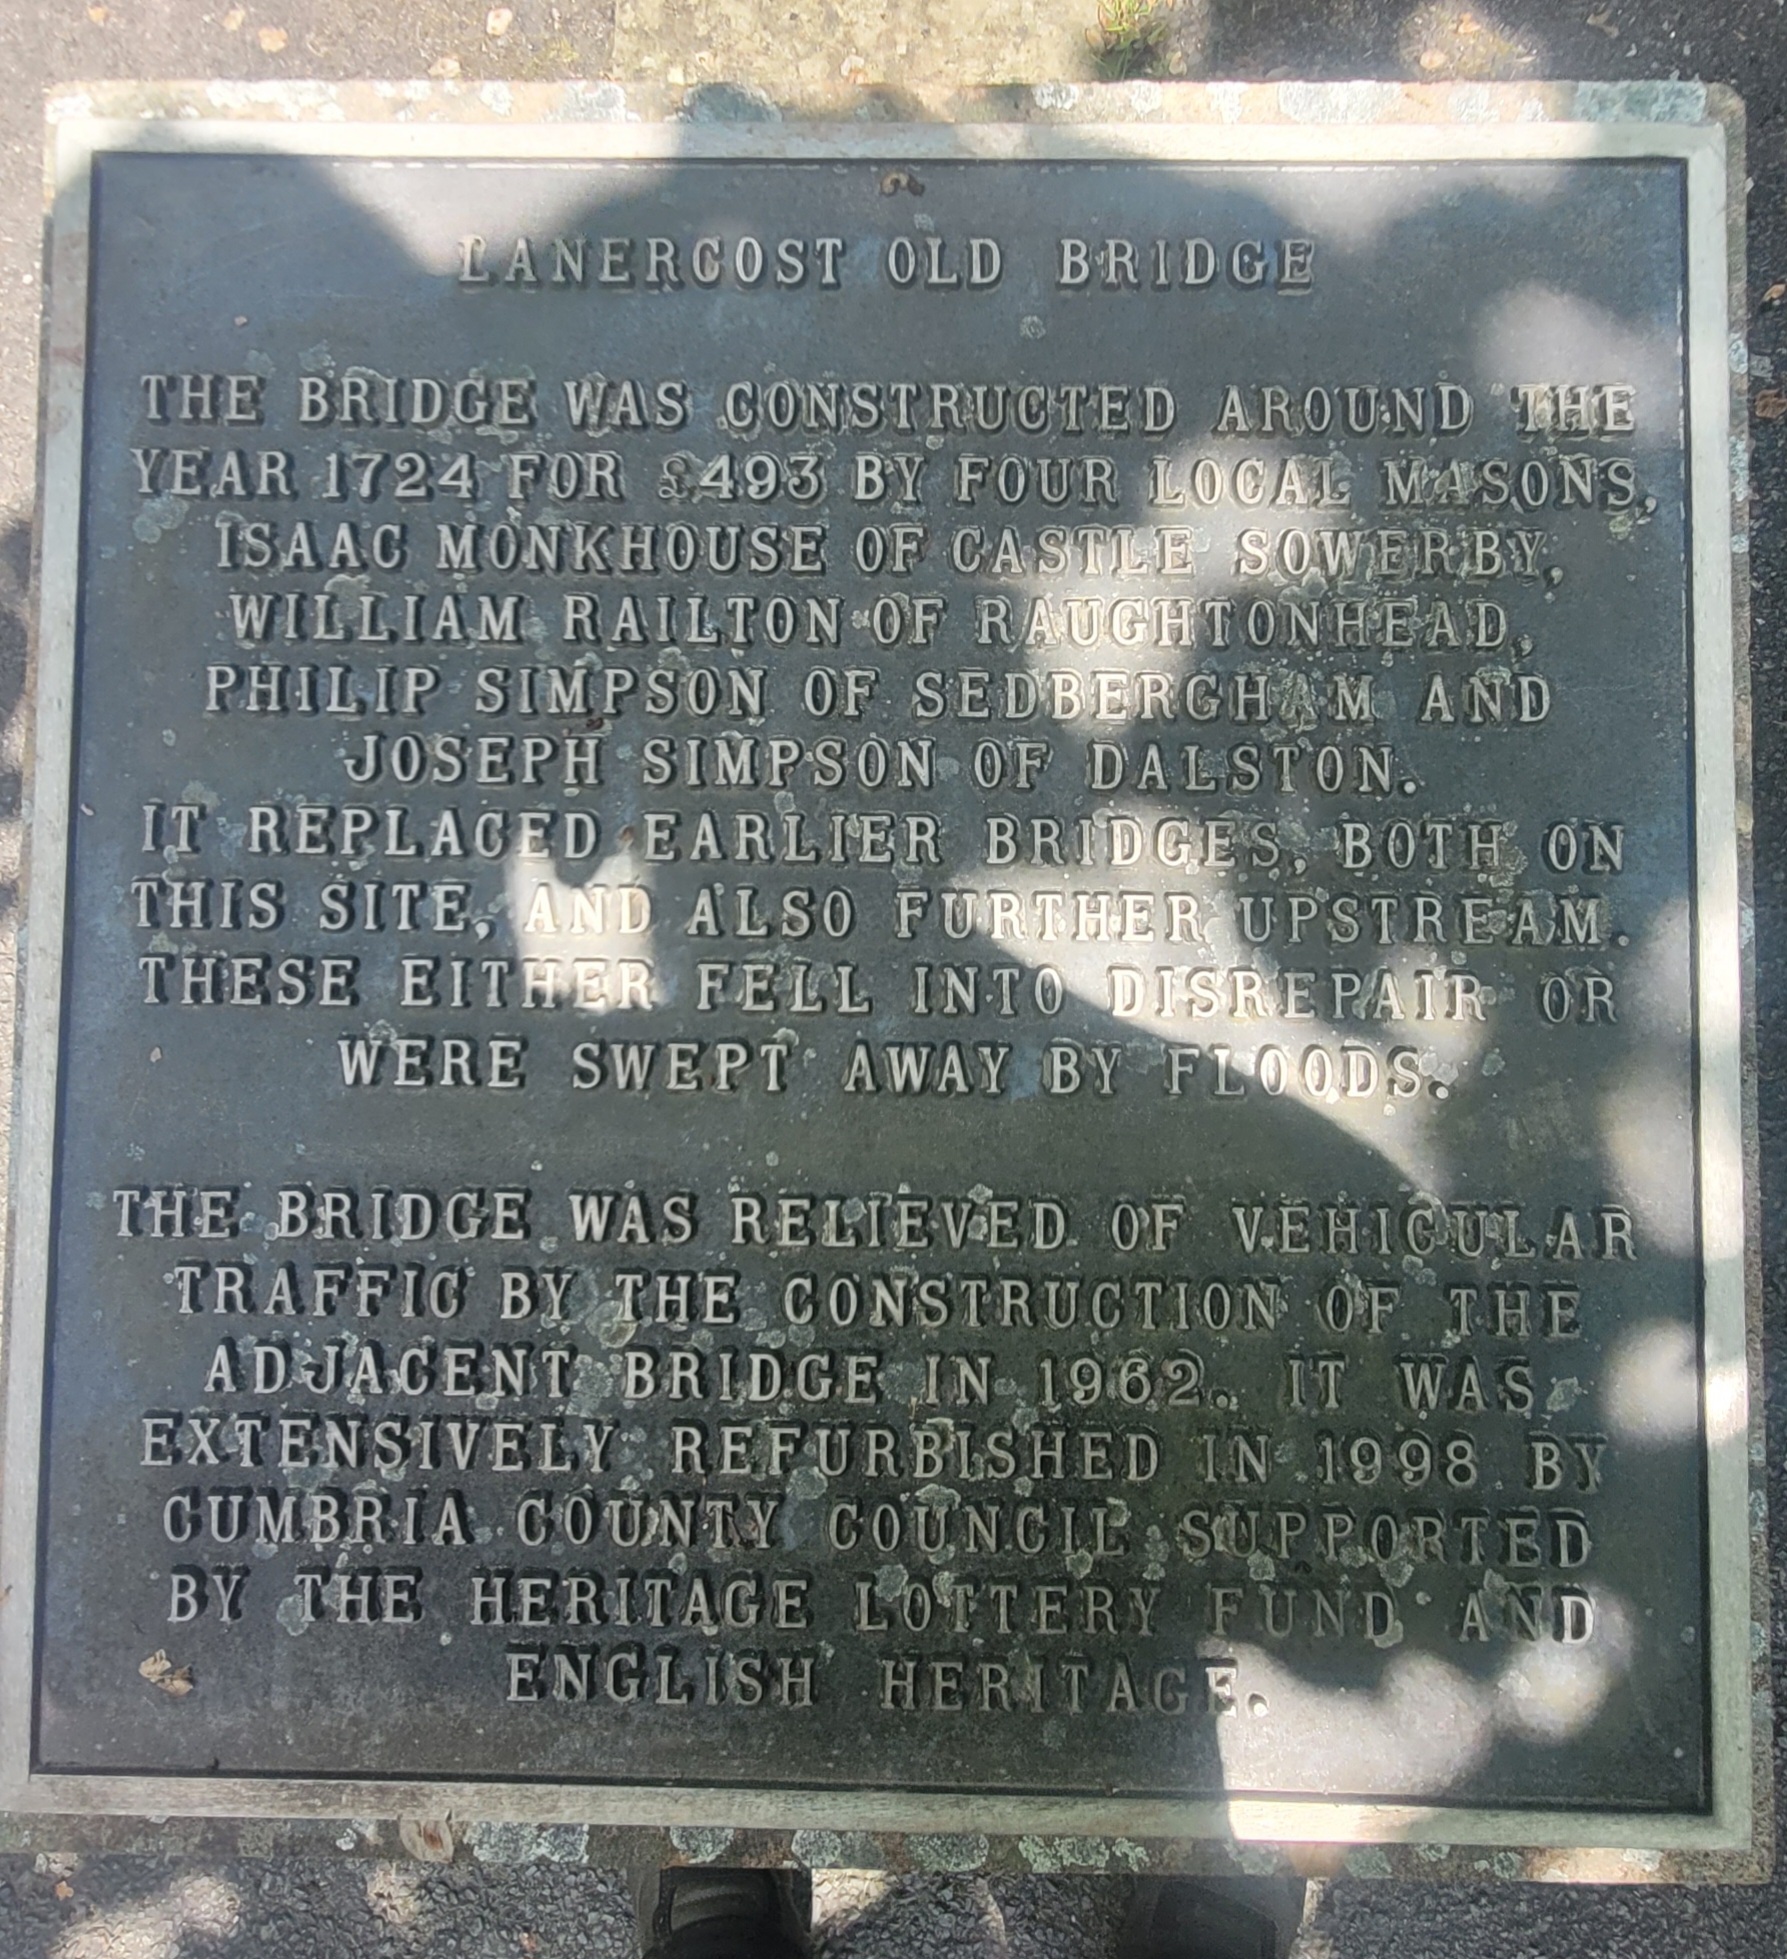 LANERCOST OLD BRIDGE
THE BRIDGE WAS CONSTRUCTED AROUND THE
YEAR 1724 FOR £493 BY FOUR LOCAL MASONS,
ISAAC MONKHOUSE OF CASTLE SOWERBY,
WILLIAM RAILTON OF RAUGHTONHEAD,
PHILIP SIMPSON OF SEDBERGHAM AND
JOSEPH SIMPSON OF DALSTON.
IT REPLACED EARLIER BRIDGES, BOTH ON
THIS SITE, AND ALSO FURTHER UPSTREAM.
THESE EITHER FELL INTO DISREPAIR OR
WERE SWEPT AWAY BY FLOODS.
THE BRIDGE WAS RELIEVED OF VEHICULAR
TRAFFIC BY THE CONSTRUCTION OF THE
ADJACENT BRIDGE IN 1962. IT WAS
EXTENSIVELY REFURBISHED IN 1998 BY
CUMBRIA COUNTY COUNCIL SUPPORTED
BY THE HERITAGE LOTTERY FUND AND
ENGLISH HERITAGE.